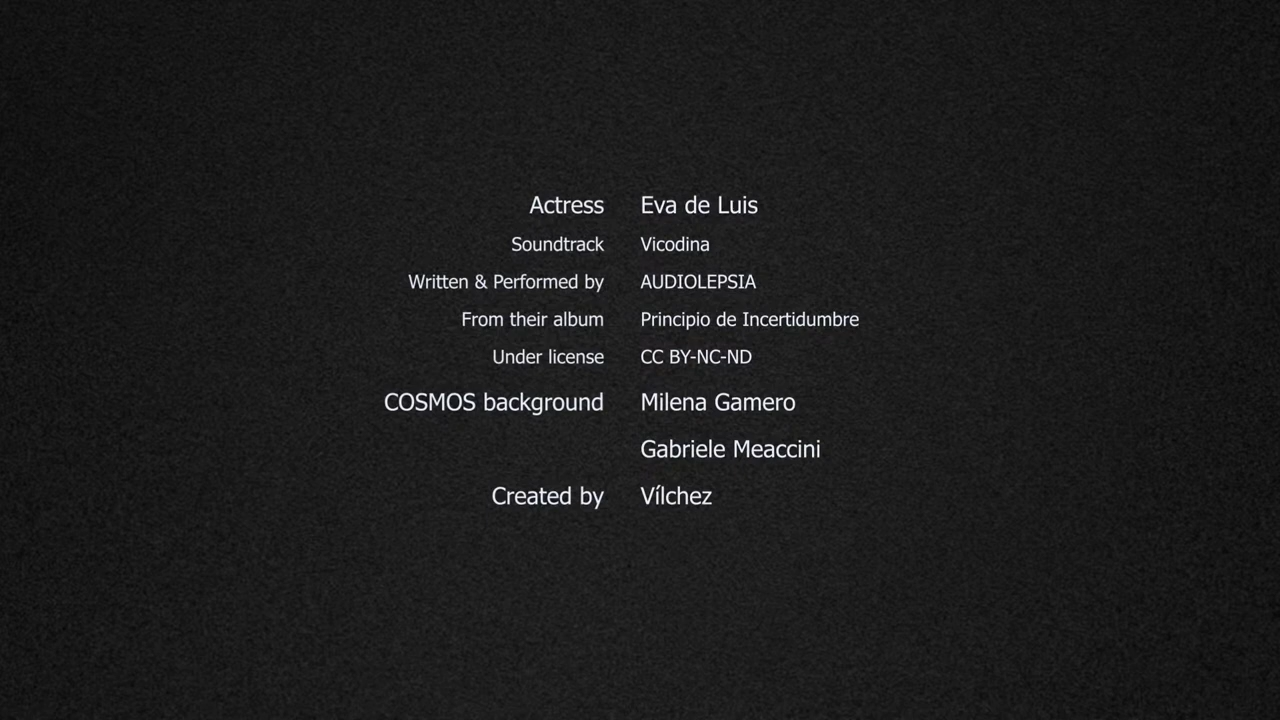 Actress Eva de Luis
Soundtrack Vicodina
Written & Performed by AUDIOLEPSIA
From their album Principio de Incertidumbre
Under license CC BY-NC-ND
COSMOS background Milena Gamero
Gabriele Meaccini
Created by Vílchez